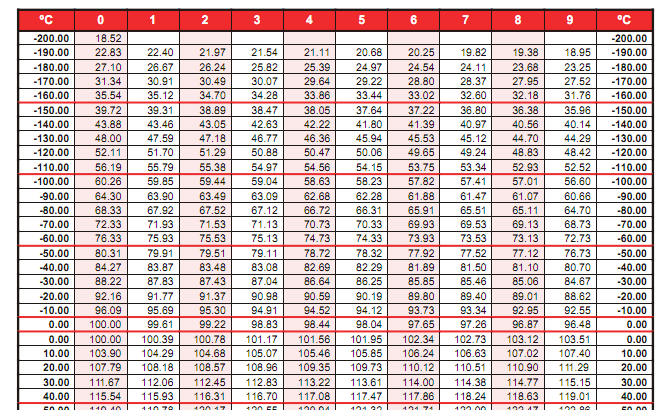 °C 0 1 2 3 4 5 6 7 8 9 °C
-200.00 18.52 -200.00
-190.00 22.83 22.40 21.97 21.54 21.11 20.68 20.25 19.82 19.38 18.95 -190.00
-180.00 27.10 26.67 26.24 25.82 25.39 24.97 24.54 24.11 23.68 23.25 -180.00
-170.00 31.34 30.91 30.49 30.07 29.64 29.22 28.80 28.37 27.95 27.52 -170.00
-160.00 35.54 35.12 34.70 34.28 33.86 33.44 33.02 32.60 32.18 31.76 -160.00
-150.00 39.72 39.31 38.89 38.47 38.05 37.64 37.22 36.80 36.38 35.96 -150.00
-140.00 43.88 43.46 43.05 42.63 42.22 41.80 41.39 40.97 40.56 40.14 -140.00
-130.00 48.00 47.59 47.18 46.77 46.36 45.94 45.53 45.12 44.70 44.29 -130.00
-120.00 52.11 51.70 51.29 50.88 50.47 50.06 49.65 49.24 48.83 48.42 -120.00
-110.00 56.19 55.79 55.38 54.97 54.56 54.15 53.75 53.34 52.93 52.52 -110.00
-100.00 60.26 59.85 59.44 59.04 58.63 58.23 57.82 57.41 57.01 56.60 -100.00
-90.00 64.30 63.90 63.49 63.09 62.68 62.28 61.88 61.47 61.07 60.66 -90.00
-80.00 68.33 67.92 67.52 67.12 66.72 66.31 65.91 65.51 65.11 64.70 -80.00
-70.00 72.33 71.93 71.53 71.13 70.73 70.33 69.93 69.53 69.13 68.73 -70.00
-60.00 76.33 75.93 75.53 75.13 74.73 74.33 73.93 73.53 73.13 72.73 -60.00
-50.00 80.31 79.91 79.51 79.11 78.72 78.32 77.92 77.52 77.12 76.73 -50.00
-40.00 84.27 83.87 83.48 83.08 82.69 82.29 81.89 81.50 81.10 80.70 -40.00
-30.00 88.22 87.83 87.43 87.04 86.64 86.25 85.85 85.46 85.06 84.67 -30.00
-20.00 92.16 91.77 91.37 90.98 90.59 90.19 89.80 89.40 89.01 88.62 -20.00
-10.00 96.09 95.69 95.30 94.91 94.52 94.12 93.73 93.34 92.95 92.55 -10.00
0.00 100.00 99.61 99.22 98.83 98.44 98.04 97.65 97.26 96.87 96.48 0.00
0.00 100.00 100.39 100.78 101.17 101.56 101.95 102.34 102.73 103.12 103.51 0.00
10.00 103.90 104.29 104.68 105.07 105.46 105.85 106.24 106.63 107.02 107.40 10.00
20.00 107.79 108.18 108.57 108.96 109.35 109.73 110.12 110.51 110.90 111.29 20.00
30.00 111.67 112.06 112.45 112.83 113.22 113.61 114.00 114.38 114.77 115.15 30.00
40.00 115.54 115.93 116.31 116.70 117.08 117.47 117.86 118.24 118.63 119.01 40.00